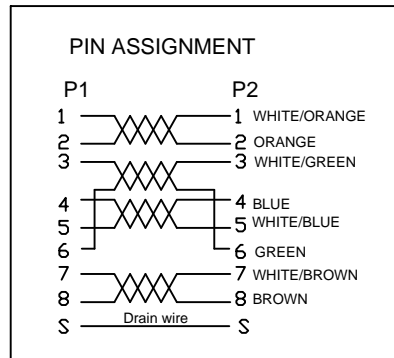 PIN ASSIGNMENT
P1 P2
1 1 WHITE/ORANGE
2 2 ORANGE
3 3 WHITE/GREEN
4 4 BLUE
5 5 WHITE/BLUE
6 6 GREEN
7 7 WHITE/BROWN
8 8 BROWN
S Drain wire S